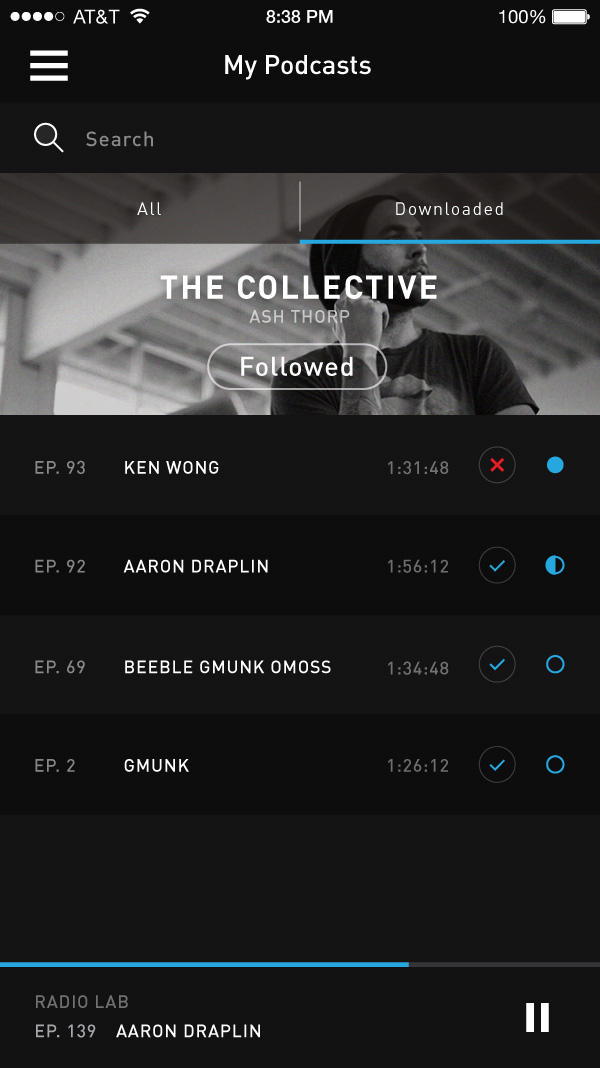 AT&T 8:38 PM 100%
My Podcasts
Search
All Downloaded
THE COLLECTIVE
ASH THORP
Followed
EP. 93 KEN WONG 1:31:48
EP. 92 AARON DRAPLIN 1:56:12
EP. 69 BEEBLE GMUNK OMOSS 1:34:48
EP. 2 GMUNK 1:26:12
RADIO LAB
EP. 139 AARON DRAPLIN